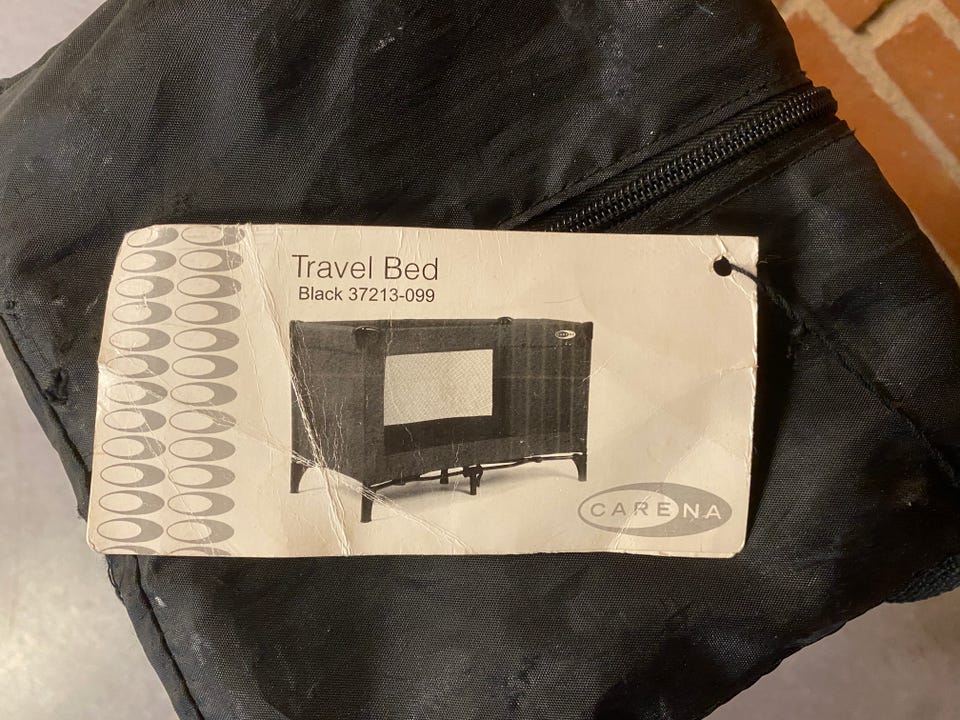 Travel Bed
Black 37213-099
CARENA